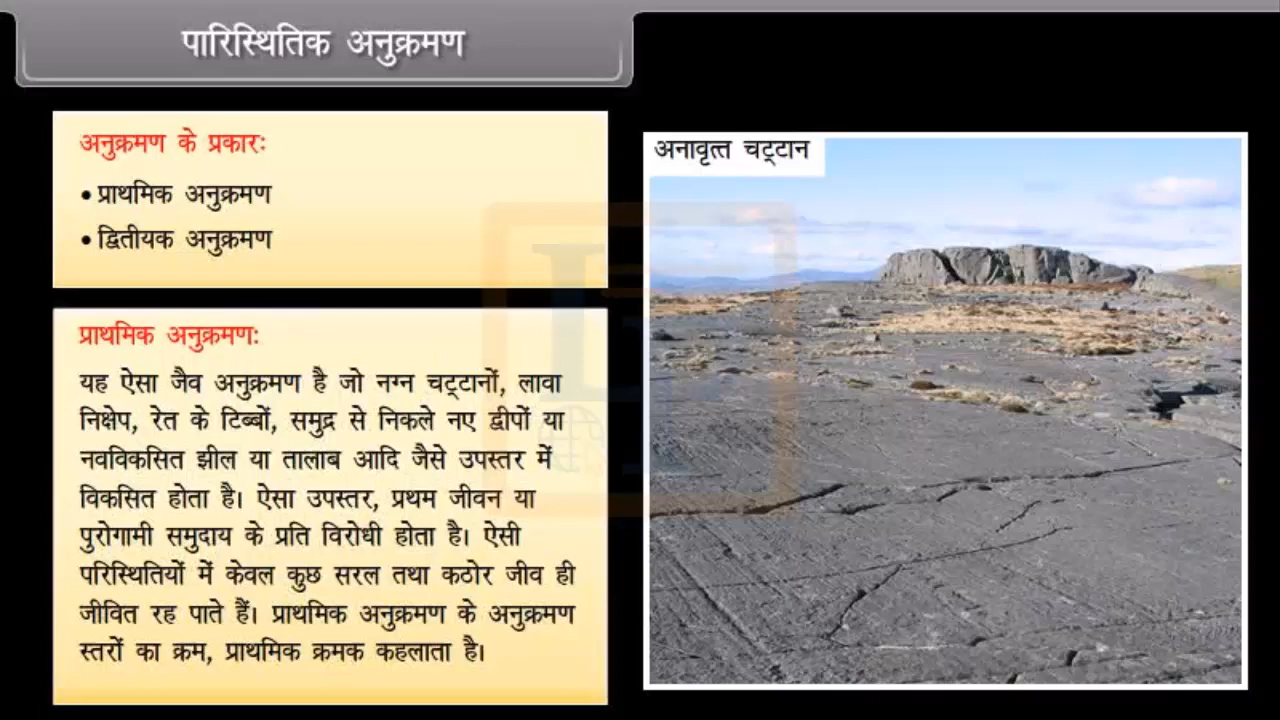 पारिस्थितिक अनुक्रमण
अनुक्रमण के प्रकारः
• प्राथमिक अनुक्रमण
• द्वितीयक अनुक्रमण
प्राथमिक अनुक्रमणः
यह ऐसा जैव अनुक्रमण है जो नग्न चट्टानों, लावा
निक्षेप, रेत के टिब्बों, समुद्र से निकले नए द्वीपों या
नवविकसित झील या तालाब आदि जैसे उपस्तर में
विकसित होता है। ऐसा उपस्तर, प्रथम जीवन या
पुरोगामी समुदाय के प्रति विरोधी होता है। ऐसी
परिस्थितियों में केवल कुछ सरल तथा कठोर जीव ही
जीवित रह पाते हैं। प्राथमिक अनुक्रमण के अनुक्रमण
स्तरों का क्रम, प्राथमिक क्रमक कहलाता है।
अनावृत्त चट्टान